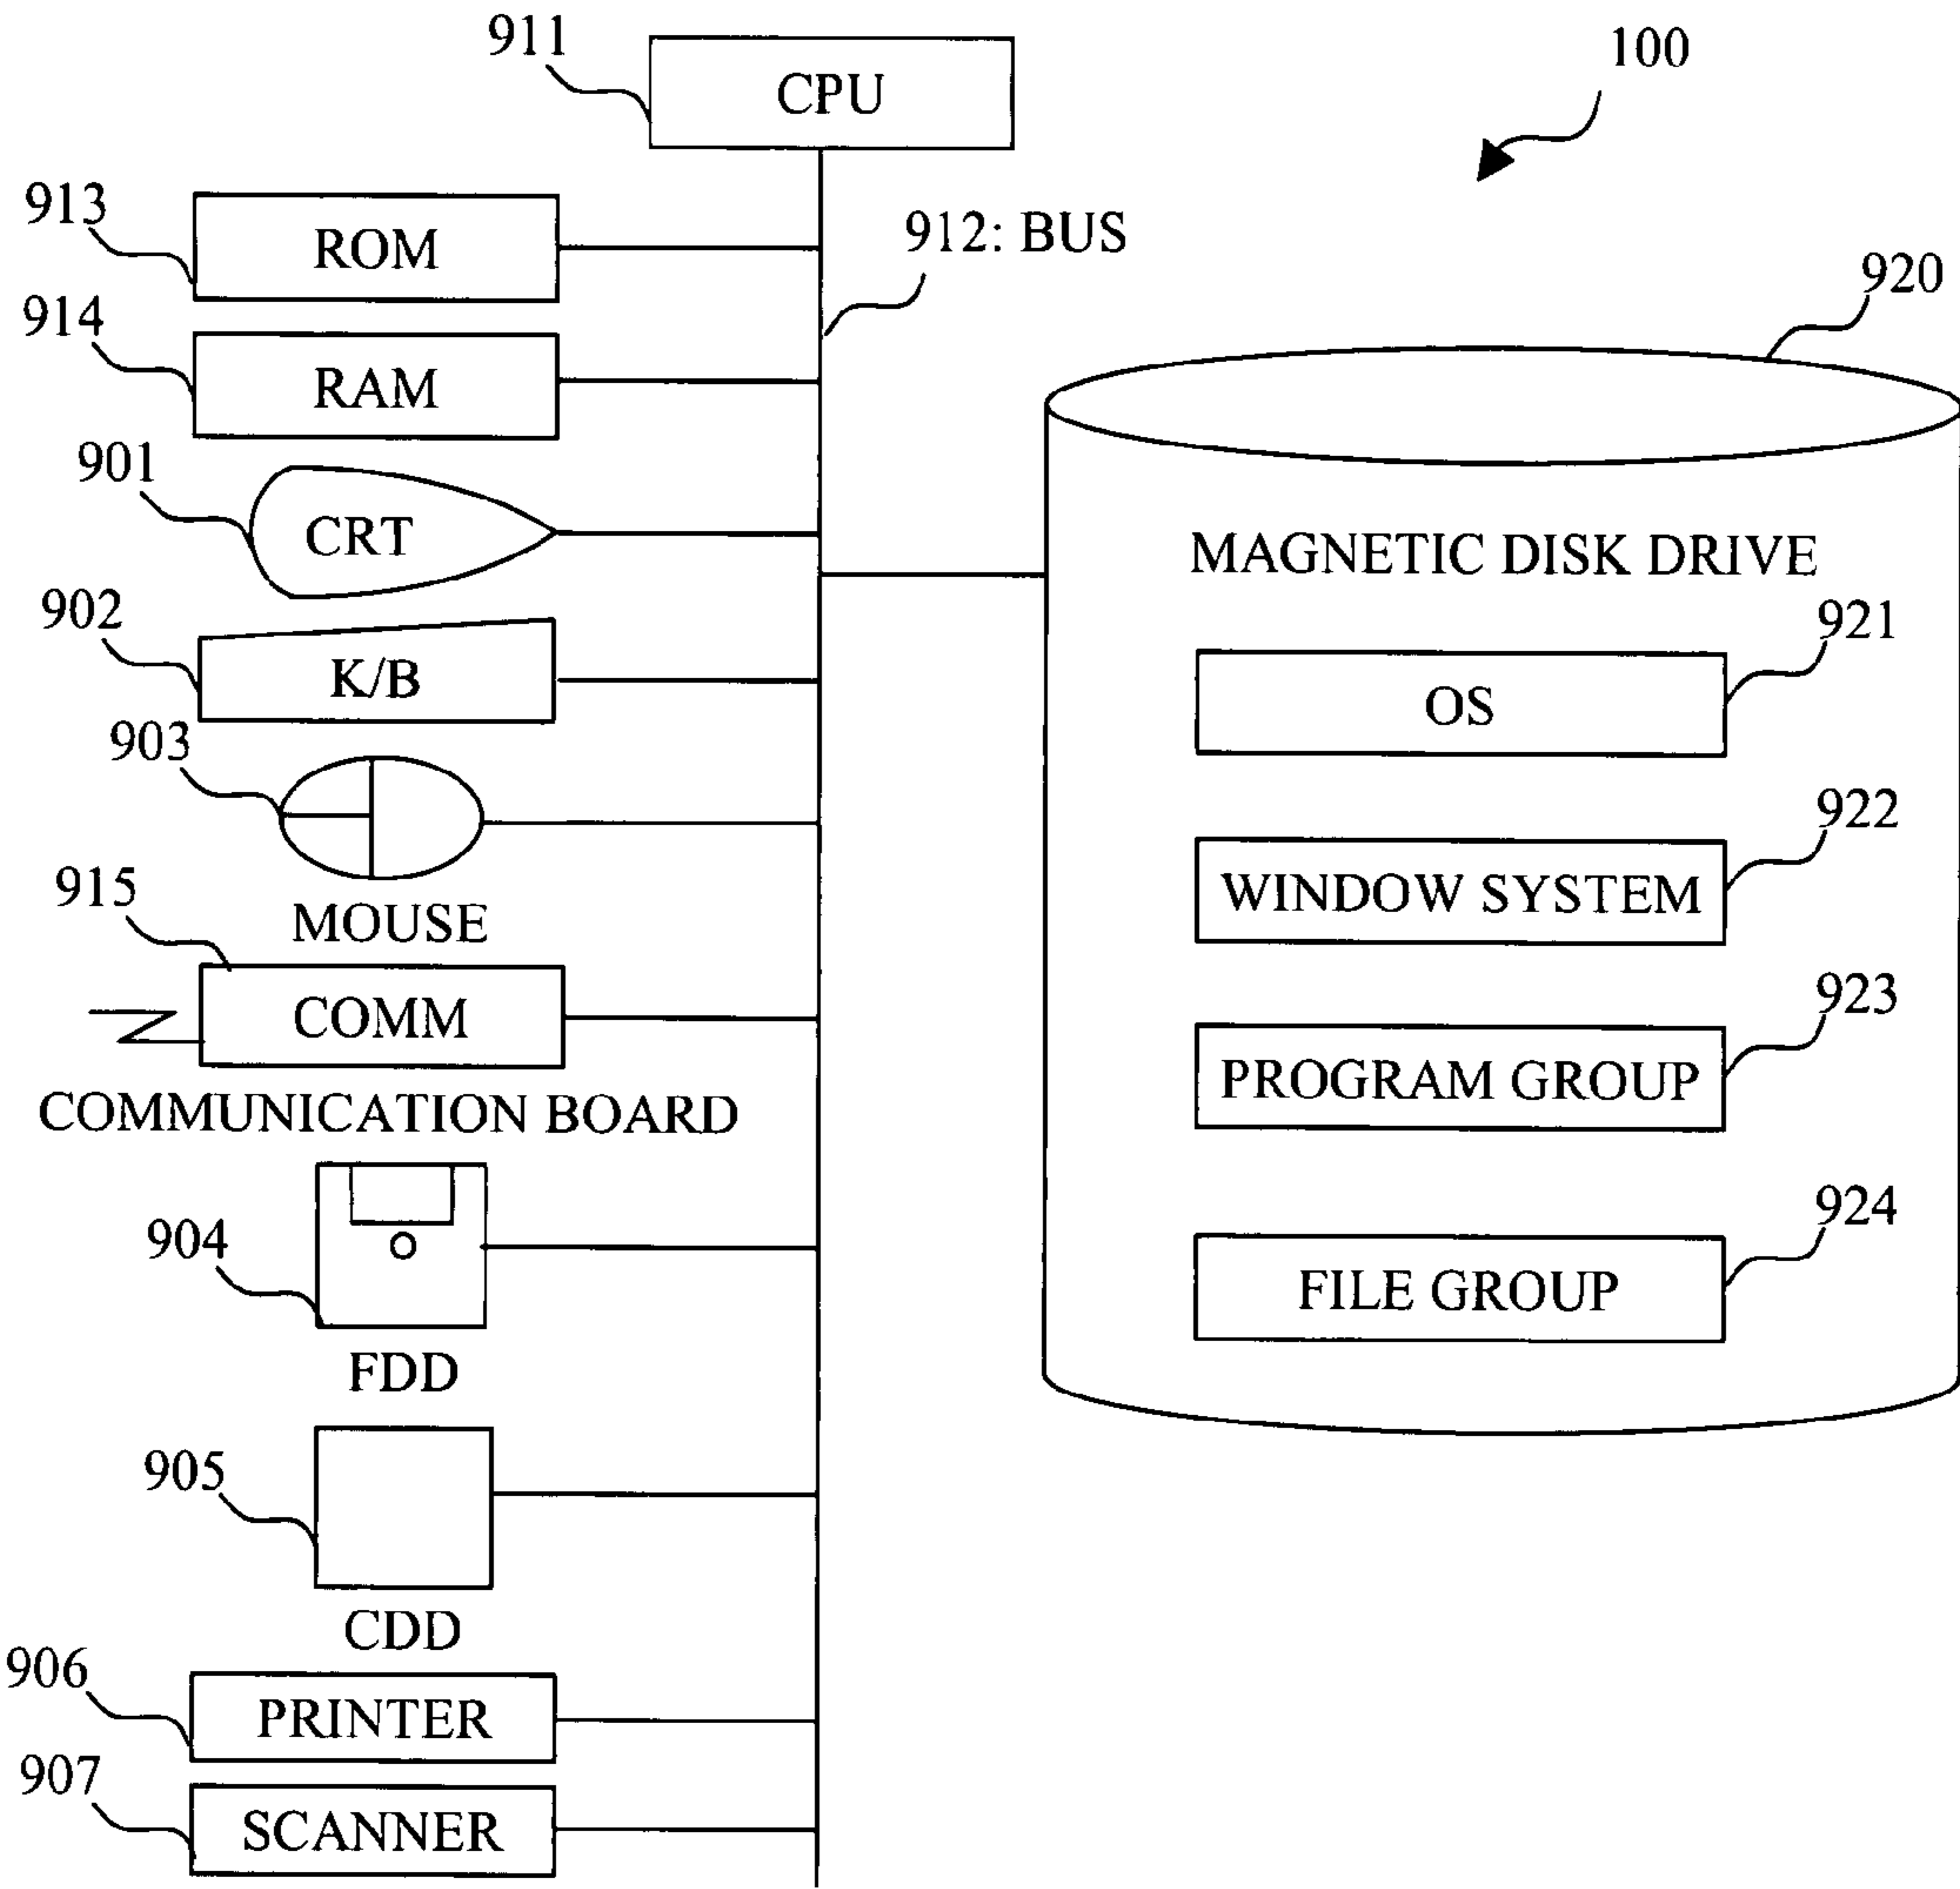 911
CPU
100
913
ROM
912: BUS
914
RAM
920
901
CRT
MAGNETIC DISK DRIVE
902
K/B
921
OS
903
MOUSE
922
WINDOW SYSTEM
915
COMM
COMMUNICATION BOARD
923
PROGRAM GROUP
904
FDD
924
FILE GROUP
905
CDD
906
PRINTER
907
SCANNER